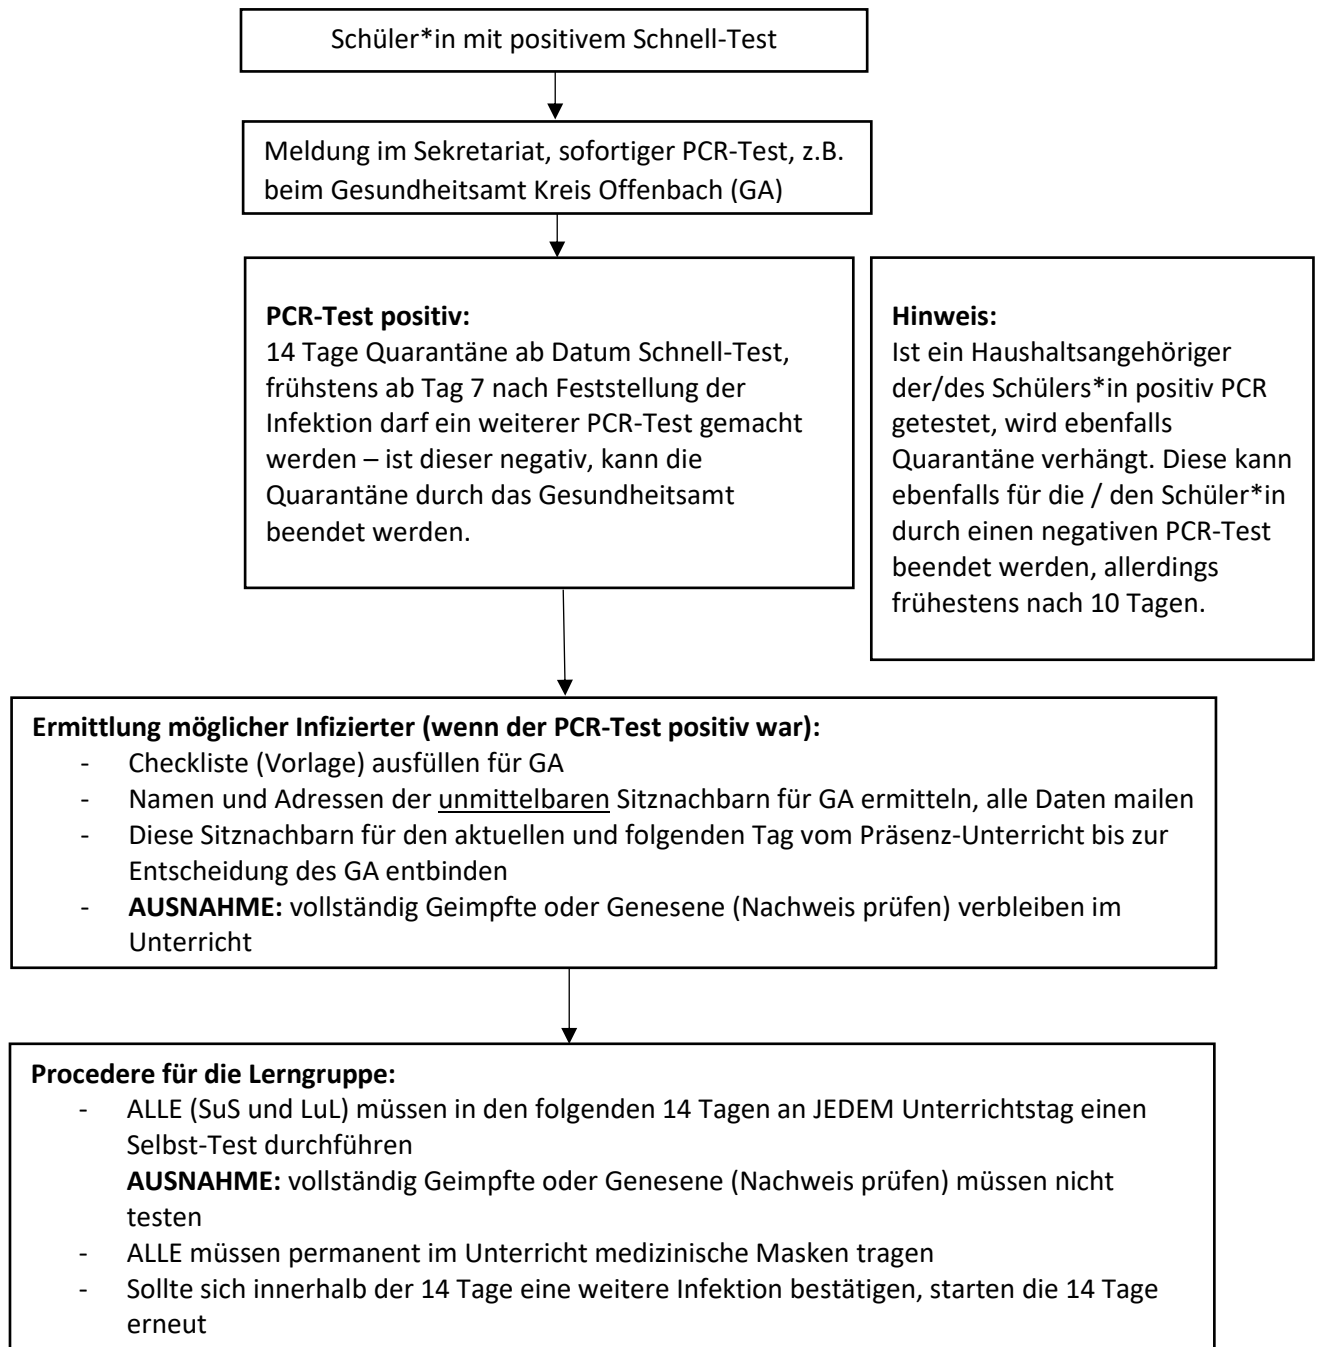 Schüler*in mit positivem Schnell-Test
Meldung im Sekretariat, sofortiger PCR-Test, z.B.
beim Gesundheitsamt Kreis Offenbach (GA)
PCR-Test positiv:
14 Tage Quarantäne ab Datum Schnell-Test,
frühstens ab Tag 7 nach Feststellung der
Infektion darf ein weiterer PCR-Test gemacht
werden – ist dieser negativ, kann die
Quarantäne durch das Gesundheitsamt
beendet werden.
Hinweis:
Ist ein Haushaltsangehöriger
der/des Schülers*in positiv PCR
getestet, wird ebenfalls
Quarantäne verhängt. Diese kann
ebenfalls für die / den Schüler*in
durch einen negativen PCR-Test
beendet werden, allerdings
frühestens nach 10 Tagen.
Ermittlung möglicher Infizierter (wenn der PCR-Test positiv war):
- Checkliste (Vorlage) ausfüllen für GA
- Namen und Adressen der unmittelbaren Sitznachbarn für GA ermitteln, alle Daten mailen
- Diese Sitznachbarn für den aktuellen und folgenden Tag vom Präsenz-Unterricht bis zur
Entscheidung des GA entbinden
- AUSNAHME: vollständig Geimpfte oder Genesene (Nachweis prüfen) verbleiben im
Unterricht
Procedere für die Lerngruppe:
- ALLE (SuS und LuL) müssen in den folgenden 14 Tagen an JEDEM Unterrichtstag einen
Selbst-Test durchführen
AUSNAHME: vollständig Geimpfte oder Genesene (Nachweis prüfen) müssen nicht
testen
- ALLE müssen permanent im Unterricht medizinische Masken tragen
- Sollte sich innerhalb der 14 Tage eine weitere Infektion bestätigen, starten die 14 Tage
erneut